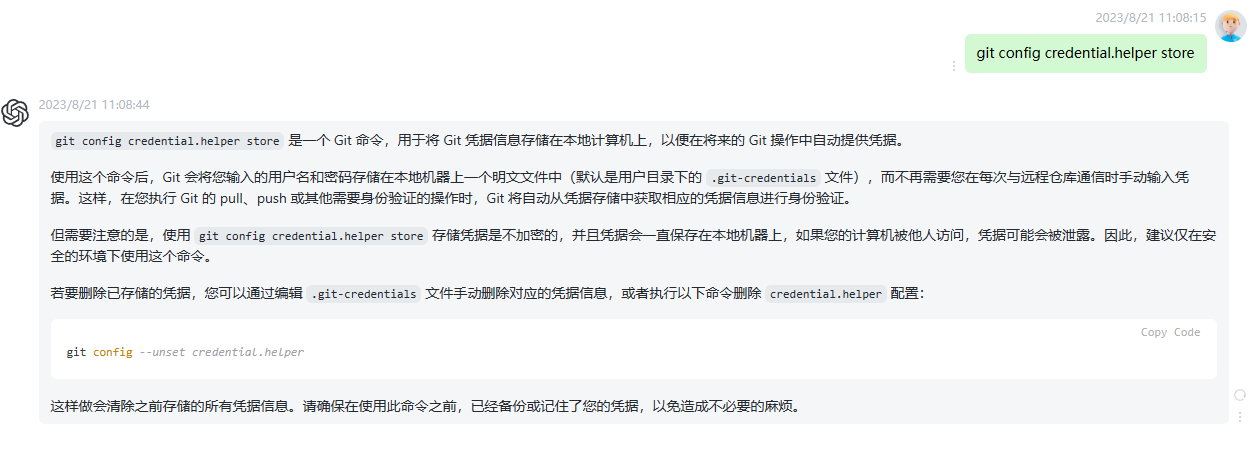 2023/8/21 11:08:15
git config credential.helper store
2023/8/21 11:08:44
git config credential.helper store 是一个 Git 命令，用于将 Git 凭据信息存储在本地计算机上，以便在将来的 Git 操作中自动提供凭据。
使用这个命令后，Git 会将您输入的用户名和密码存储在本地机器上一个明文文件中（默认是用户目录下的 .git-credentials 文件），而不再需要您在每次与远程仓库通信时手动输入凭
据。这样，在您执行 Git 的 pull、push 或其他需要身份验证的操作时，Git 将自动从凭据存储中获取相应的凭据信息进行身份验证。
但需要注意的是，使用 git config credential.helper store 存储凭据是不加密的，并且凭据会一直保存在本地机器上，如果您的计算机被他人访问，凭据可能会被泄露。因此，建议仅在安
全的环境下使用这个命令。
若要删除已存储的凭据，您可以通过编辑 .git-credentials 文件手动删除对应的凭据信息，或者执行以下命令删除 credential.helper 配置：
Copy Code
git config --unset credential.helper
这样做会清除之前存储的所有凭据信息。请确保在使用此命令之前，已经备份或记住了您的凭据，以免造成不必要的麻烦。